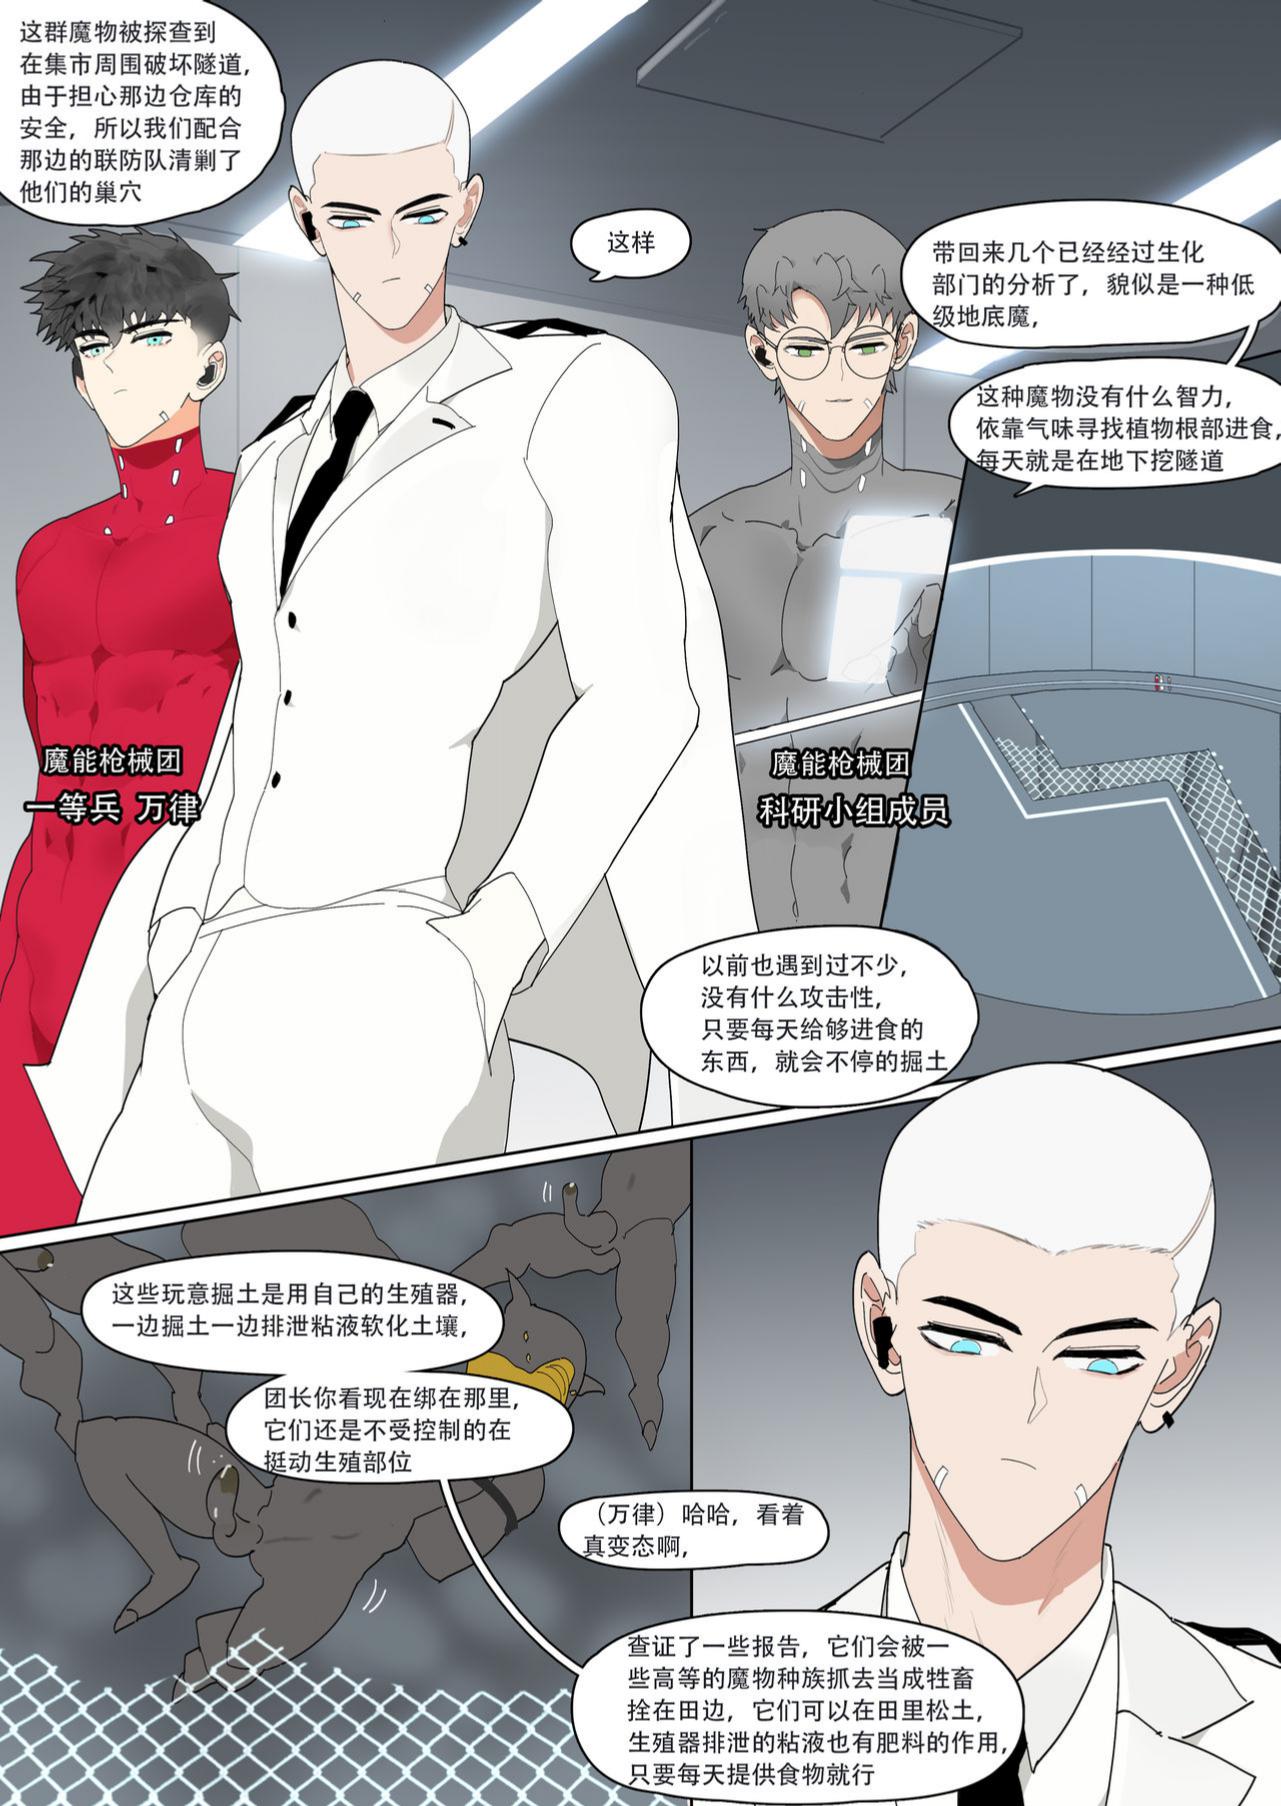 这群魔物被探查到
在集市周围破坏隧道,
由于担心那边仓库的
安全，所以我们配合
那边的联防队清剿了
他们的巢穴
这样
带回来几个已经经过生化
部门的分析了，貌似是一种低
级地底魔,
这种魔物没有什么智力,
依靠气味寻找植物根部进食,
每天就是在地下挖隧道
魔能枪械团
一等兵 万律
魔能枪械团
科研小组成员
以前也遇到过不少,
没有什么攻击性,
只要每天给够进食的
东西，就会不停的掘土
这些玩意掘土是用自己的生殖器,
一边掘土一边排泄粘液软化土壤,
团长你看现在绑在那里,
它们还是不受控制的在
挺动生殖部位
（万律）哈哈，看着
真变态啊,
查证了一些报告，它们会被一
些高等的魔物种族抓去当成牲畜
拴在田边，它们可以在田里松土,
生殖器排泄的粘液也有肥料的作用,
只要每天提供食物就行